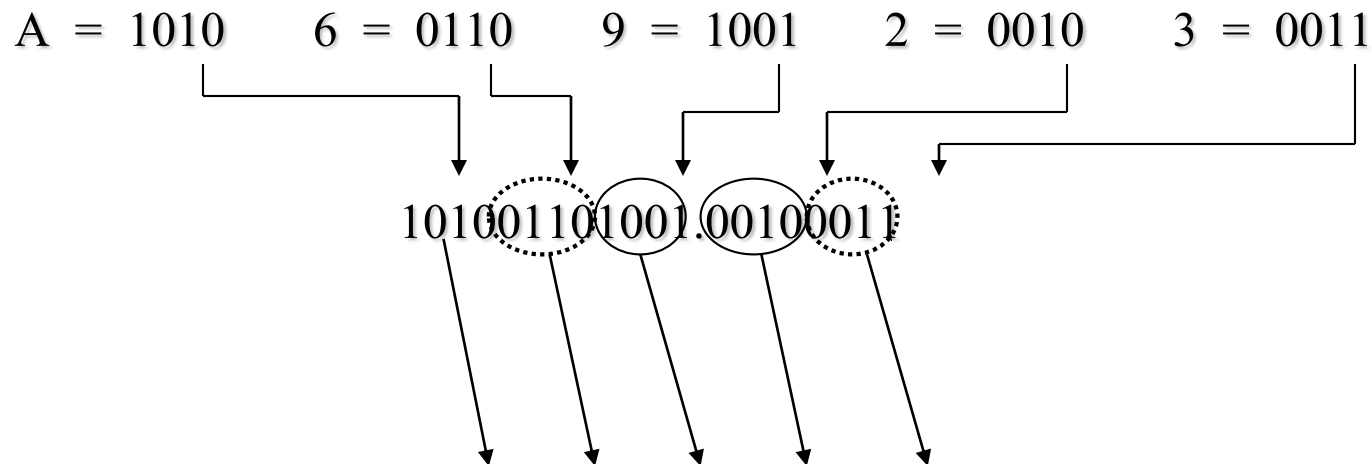 A = 1010 6 = 0110 9 = 1001 2 = 0010 3 = 0011
101001101001.00100011